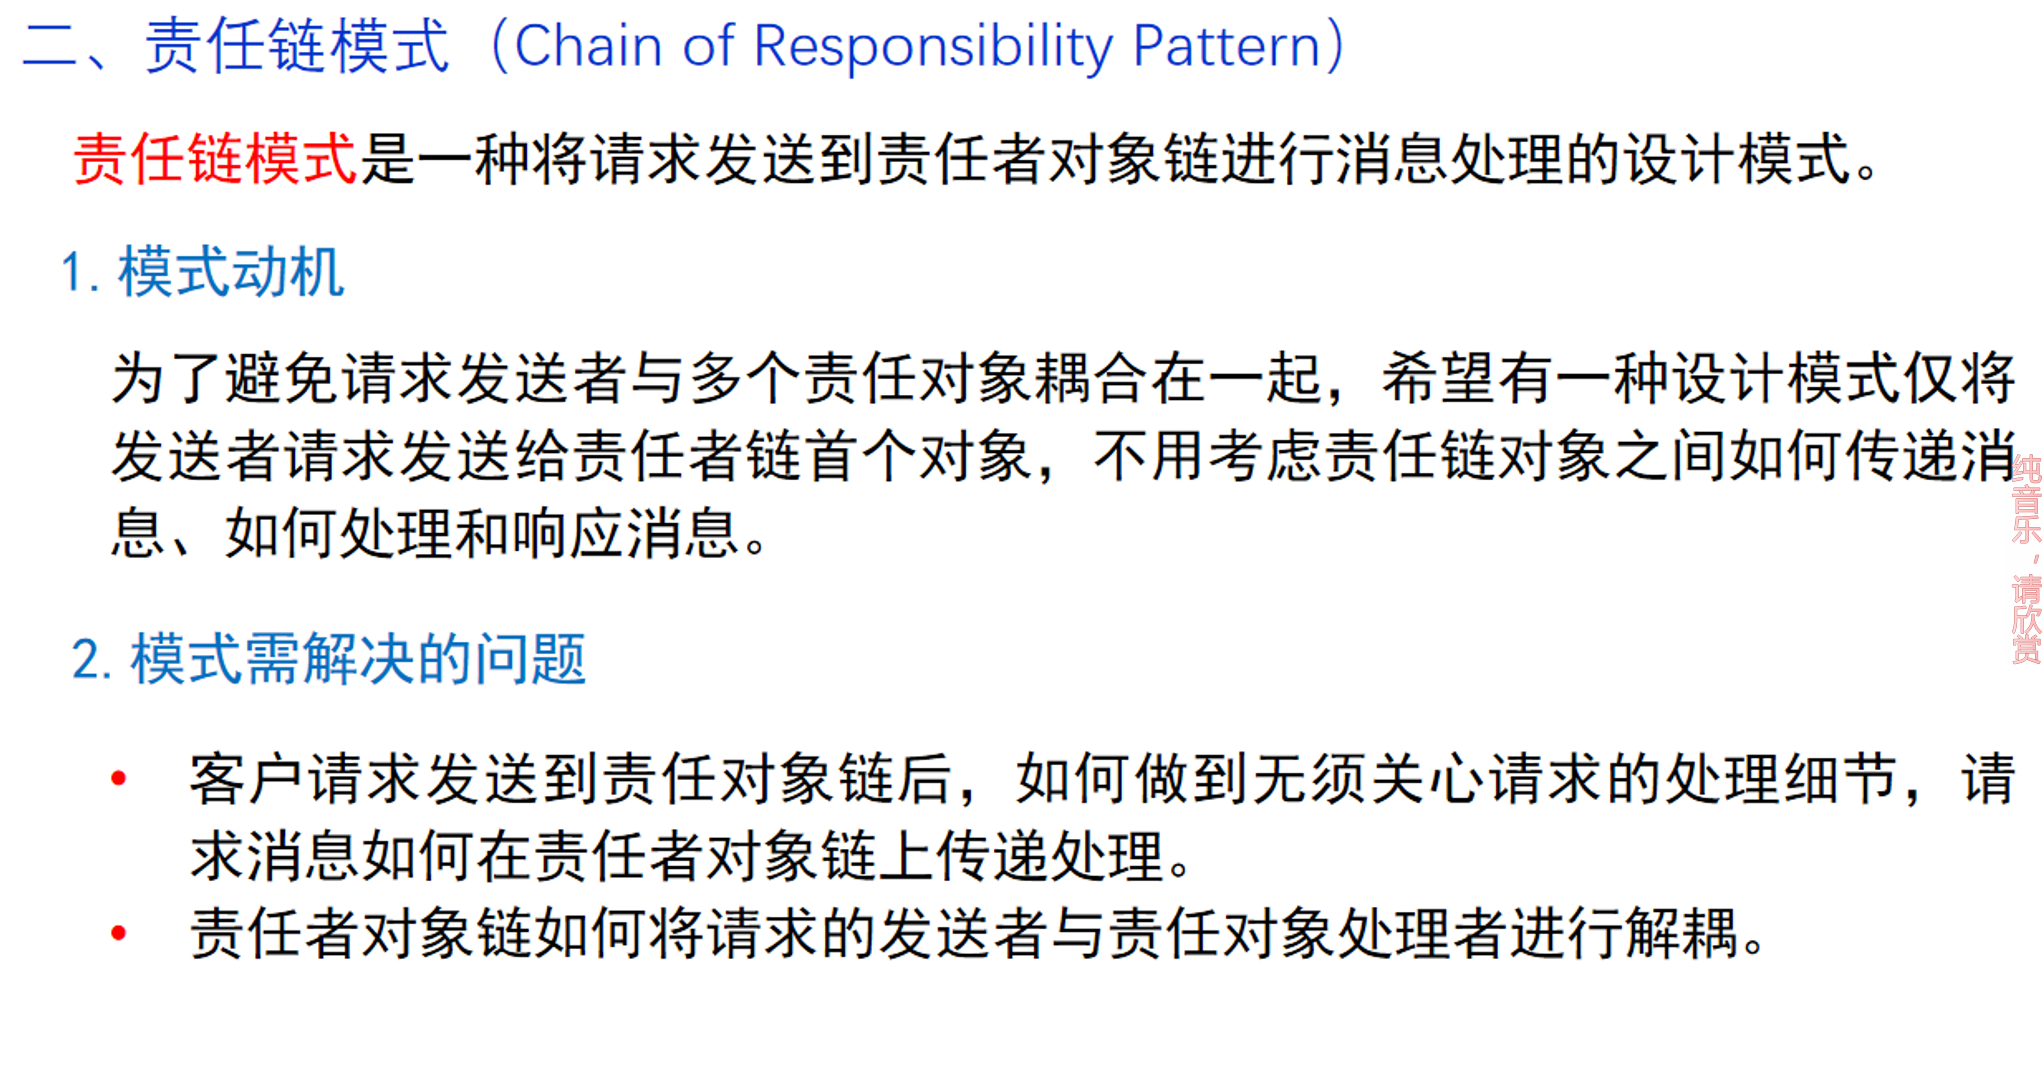 二、责任链模式（Chain of Responsibility Pattern）
责任链模式是一种将请求发送到责任者对象链进行消息处理的设计模式。
1.模式动机
为了避免请求发送者与多个责任对象耦合在一起，希望有一种设计模式仅将
发送者请求发送给责任者链首个对象，不用考虑责任链对象之间如何传递消
息、如何处理和响应消息。
2.模式需解决的问题
• 客户请求发送到责任对象链后，如何做到无须关心请求的处理细节，请
求消息如何在责任者对象链上传递处理。
• 责任者对象链如何将请求的发送者与责任对象处理者进行解耦。
纯音乐，请欣赏